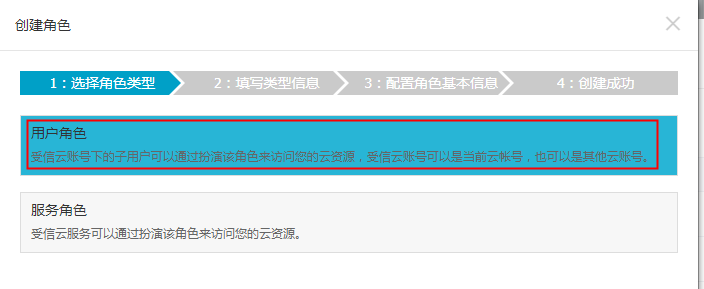 创建角色
1：选择角色类型
2：填写类型信息
3：配置角色基本信息
4：创建成功
用户角色
受信云账号下的子用户可以通过扮演该角色来访问您的云资源，受信云账号可以是当前云帐号，也可以是其他云账号。
服务角色
受信云服务可以通过扮演该角色来访问您的云资源。